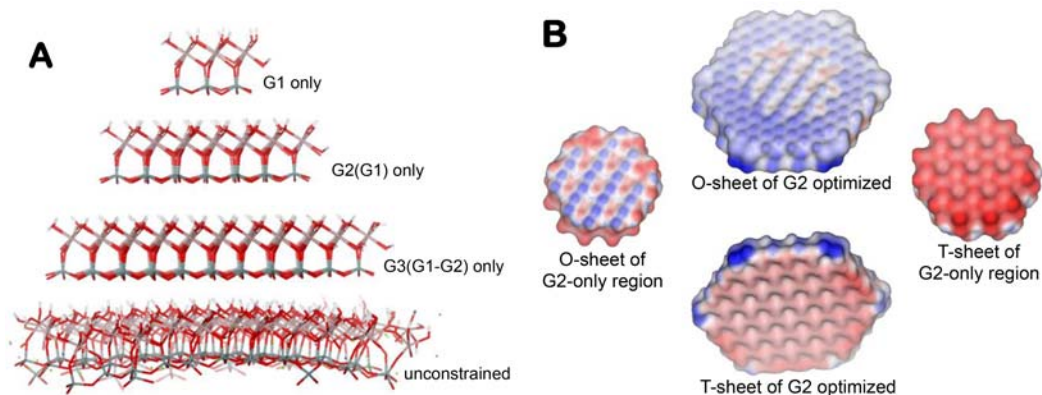 A
G1 only
G2(G1) only
G3(G1-G2) only
unconstrained
B
O-sheet of G2 optimized
O-sheet of
G2-only region
T-sheet of
G2-only region
T-sheet of G2 optimized